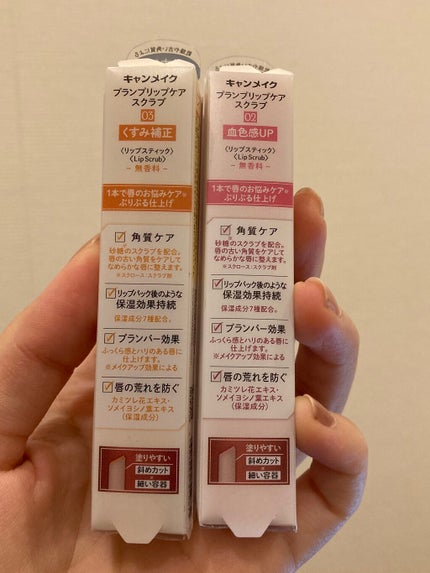 キャンメイク
プランプリップケア
スクラブ
03
くすみ補正
〈リップスティック〉
〈Lip Scrub〉
- 無香料 -
1本で唇のお悩みケア※
ぷりぷる仕上げ
角質ケア
砂糖のスクラブを配合。
唇の古い角質をケアして
なめらかな唇に整えます。
※スクロース:スクラブ剤
リップパック後のような
保湿効果持続
保湿成分7種配合。
プランパー効果
ふっくら感とハリのある唇に
仕上げます。
※メイクアップ効果による
唇の荒れを防ぐ
カミツレ花エキス・
ソメイヨシノ葉エキス
(保湿成分)
塗りやすい
斜めカット
細い容器
キャンメイク
プランプリップケア
スクラブ
02
血色感UP
〈リップスティック〉
〈Lip Scrub〉
- 無香料 -
1本で唇のお悩みケア※
ぷりぷる仕上げ
角質ケア
砂糖のスクラブを配合。
唇の古い角質をケアして
なめらかな唇に整えます。
※スクロース:スクラブ剤
リップパック後のような
保湿効果持続
保湿成分7種配合。
プランパー効果
ふっくら感とハリのある唇に
仕上げます。
※メイクアップ効果による
唇の荒れを防ぐ
カミツレ花エキス・
ソメイヨシノ葉エキス
(保湿成分)
塗りやすい
斜めカット
細い容器